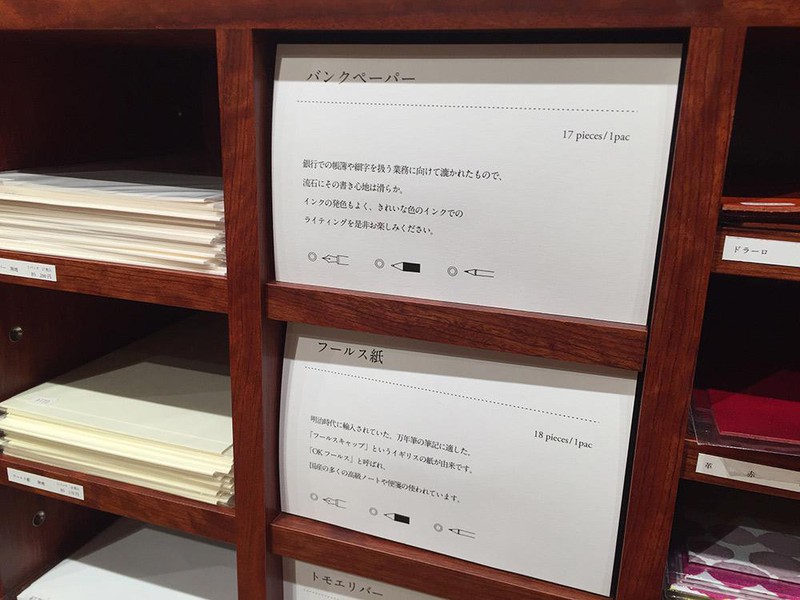 バンクペーパー
17 pieces/1pac
銀行での帳簿や細字を扱う業務に向けて漉かれたもので、
流石にその書き心地は滑らか。
インクの発色もよく、きれいな色のインクでの
ライティングを是非お楽しみください。
フールス紙
18 pieces/1pac
明治時代に輸入されていた、万年筆の筆記に適した、
「フールスキャップ」というイギリスの紙が由来です。
「OKフールス」と呼ばれ、
国産の多くの高級ノートや便箋の使われています。
トモエリバー
ドラーロ
革 赤